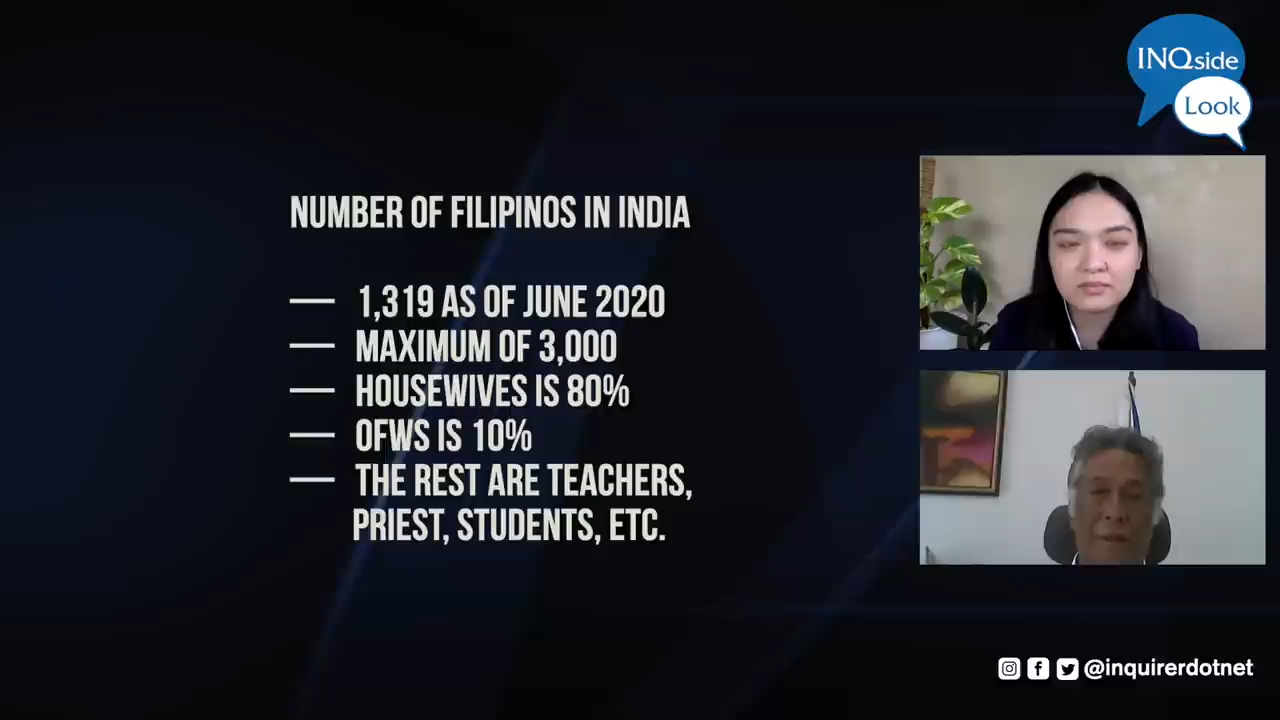 INQside
Look
NUMBER OF FILIPINOS IN INDIA
— 1,319 AS OF JUNE 2020
— MAXIMUM OF 3,000
— HOUSEWIVES IS 80%
— OFWS IS 10%
— THE REST ARE TEACHERS,
PRIEST, STUDENTS, ETC.
@inquirerdotnet